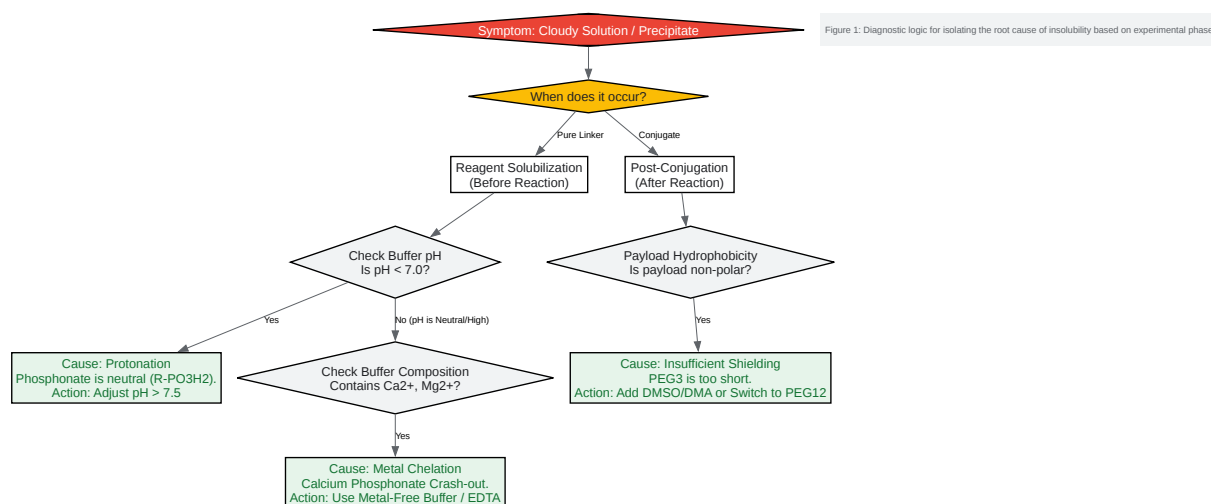 Symptom: Cloudy Solution / Precipitate
Figure 1: Diagnostic logic for isolating the root cause of insolubility based on experimental phase
When does it occur?
Pure Linker
Conjugate
Reagent Solubilization
(Before Reaction)
Post-Conjugation
(After Reaction)
Check Buffer pH
Is pH < 7.0?
Payload Hydrophobicity
Is payload non-polar?
Yes
No (pH is Neutral/High)
Yes
Cause: Protonation
Phosphonate is neutral (R-PO3H2).
Action: Adjust pH > 7.5
Check Buffer Composition
Contains Ca2+, Mg2+?
Cause: Insufficient Shielding
PEG3 is too short.
Action: Add DMSO/DMA or Switch to PEG12
Yes
Cause: Metal Chelation
Calcium Phosphonate Crash-out.
Action: Use Metal-Free Buffer / EDTA